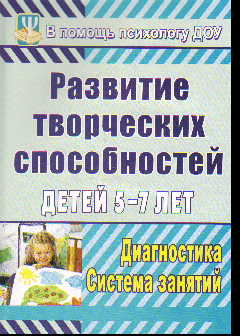 В помощь психологу ДОУ
Развитие
творческих
способностей
ДЕТЕЙ 5-7 ЛЕТ
Диагностика
Система занятий